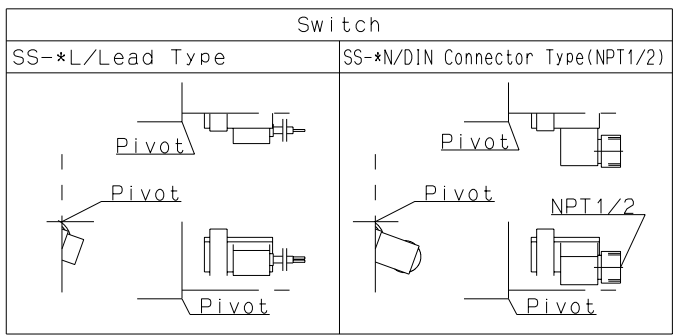 Switch
SS-*L/Lead Type
SS-*N/DIN Connector Type(NPT1/2)
Pivot
Pivot
Pivot
Pivot
NPT1/2
Pivot
Pivot